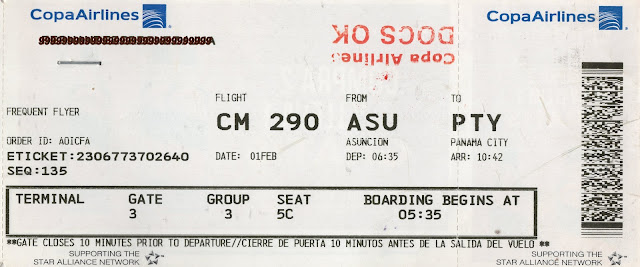 CopaAirlines
CopaAirlines
Copa Airlines
DOCS OK
FLIGHT FROM TO
FREQUENT FLYER
CM 290 ASU PTY
ORDER ID: AOICFA
ASUNCION PANAMA CITY
ETICKET:2306773702640
DATE: 01FEB DEP: 06:35 ARR: 10:42
SEQ:135
TERMINAL GATE GROUP SEAT BOARDING BEGINS AT
3 3 5C 05:35
**GATE CLOSES 10 MINUTES PRIOR TO DEPARTURE//CIERRE DE PUERTA 10 MINUTOS ANTES DE LA SALIDA DEL VUELO **
SUPPORTING THE
STAR ALLIANCE NETWORK
SUPPORTING THE
STAR ALLIANCE NETWORK